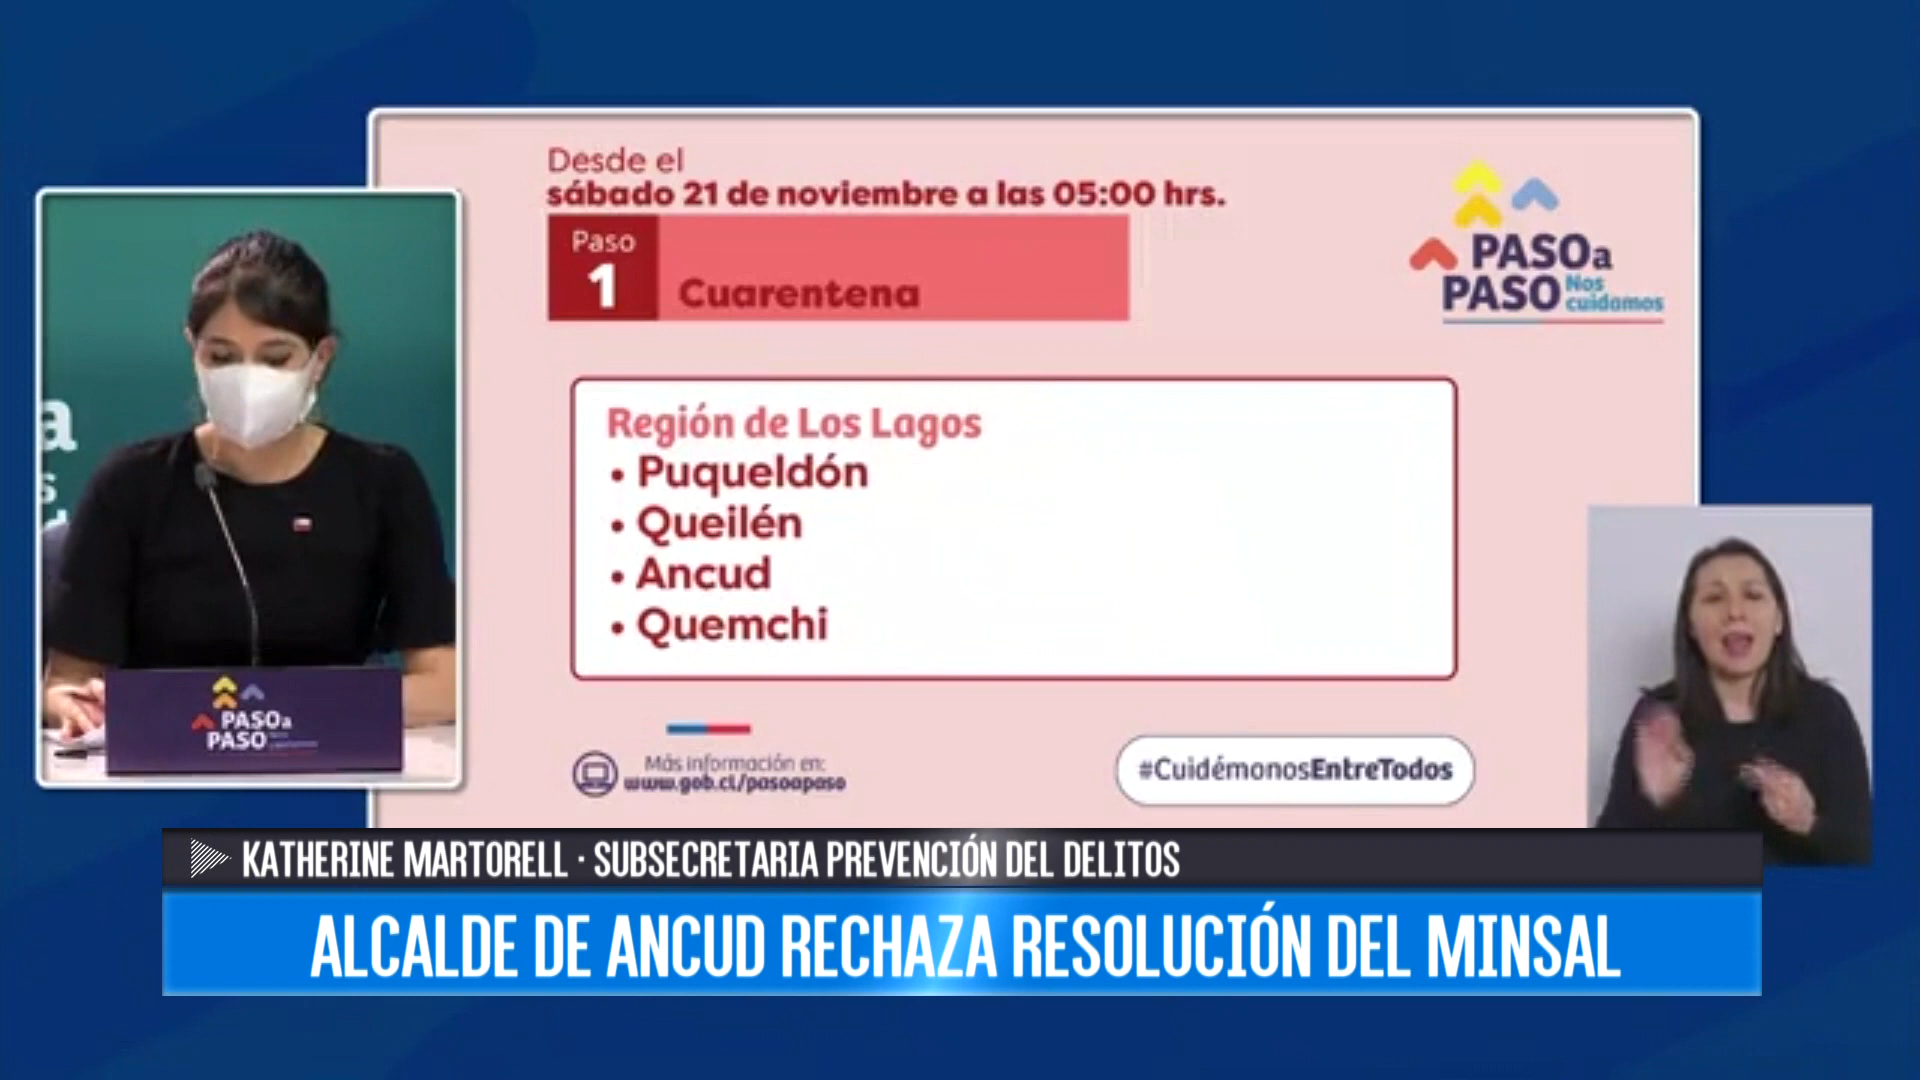 Desde el
sábado 21 de noviembre a las 05:00 hrs.
Paso
1
Cuarentena
PASOa
PASO Nos
cuidamos
Región de Los Lagos
• Puqueldón
• Queilén
• Ancud
• Quemchi
Más información en:
www.gob.cl/pasoapaso
#CuidémonosEntreTodos
a
s
PASOa
PASO
KATHERINE MARTORELL · SUBSECRETARIA PREVENCIÓN DEL DELITOS
ALCALDE DE ANCUD RECHAZA RESOLUCIÓN DEL MINSAL